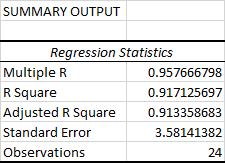 SUMMARY OUTPUT
Regression Statistics
Multiple R 0.957666798
R Square 0.917125697
Adjusted R Square 0.913358683
Standard Error 3.58141382
Observations 24